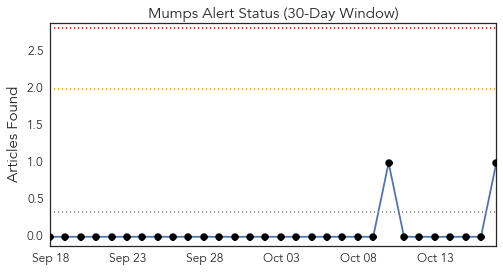 Mumps Alert Status (30-Day Window)
Articles Found
2.5
2.0
1.5
1.0
0.5
0.0
Sep 18 Sep 23 Sep 28 Oct 03 Oct 08 Oct 13